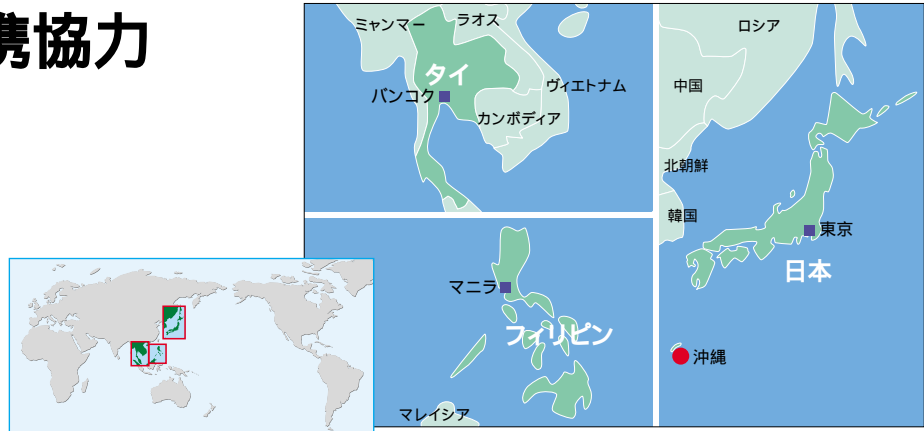 携協力
ミャンマー
ラオス
タイ
バンコク
ヴィエトナム
カンボディア
ロシア
中国
北朝鮮
韓国
東京
日本
沖縄
マニラ
フィリピン
マレイシア